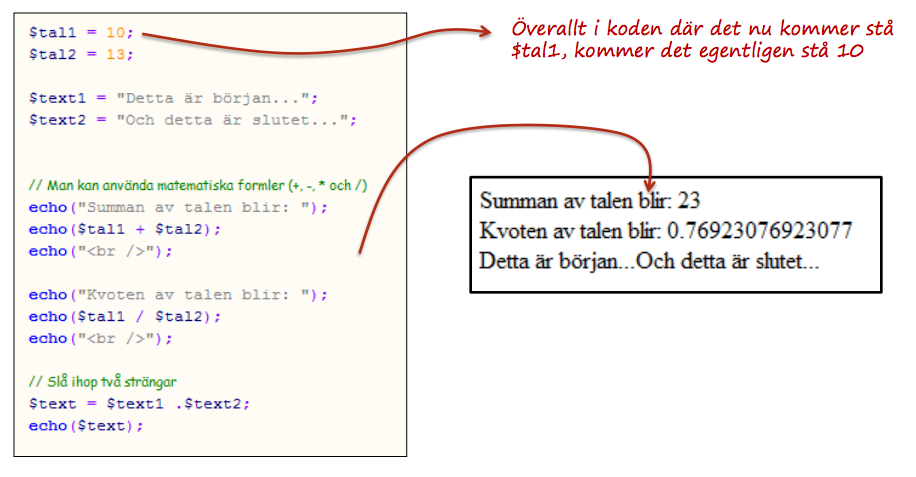 $tal1 = 10;
$tal2 = 13;
$text1 = "Detta är början...";
$text2 = "Och detta är slutet...";
// Man kan använda matematiska formler (+, -, * och /)
echo("Summan av talen blir: ");
echo($tal1 + $tal2);
echo("<br />");
echo("Kvoten av talen blir: ");
echo($tal1 / $tal2);
echo("<br />");
// Slå ihop två strängar
$text = $text1 .$text2;
echo($text);
Överallt i koden där det nu kommer stå
$tal1, kommer det egentligen stå 10
Summan av talen blir: 23
Kvoten av talen blir: 0.76923076923077
Detta är början...Och detta är slutet...